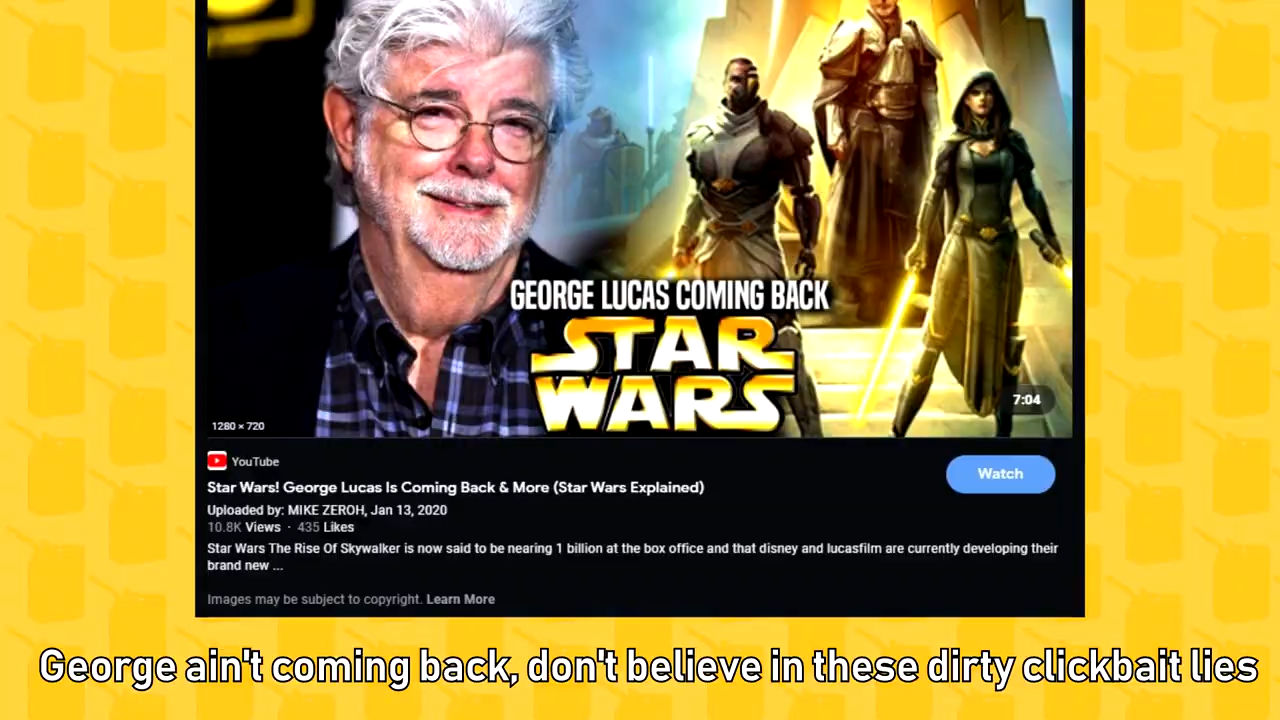 GEORGE LUCAS COMING BACK
STAR
WARS
7:04
1280 × 720
YouTube
Watch
Star Wars! George Lucas Is Coming Back & More (Star Wars Explained)
Uploaded by: MIKE ZEROH, Jan 13, 2020
10.8K Views · 435 Likes
Star Wars The Rise Of Skywalker is now said to be nearing 1 billion at the box office and that disney and lucasfilm are currently developing their
brand new ...
Images may be subject to copyright. Learn More
George ain't coming back, don't believe in these dirty clickbait lies